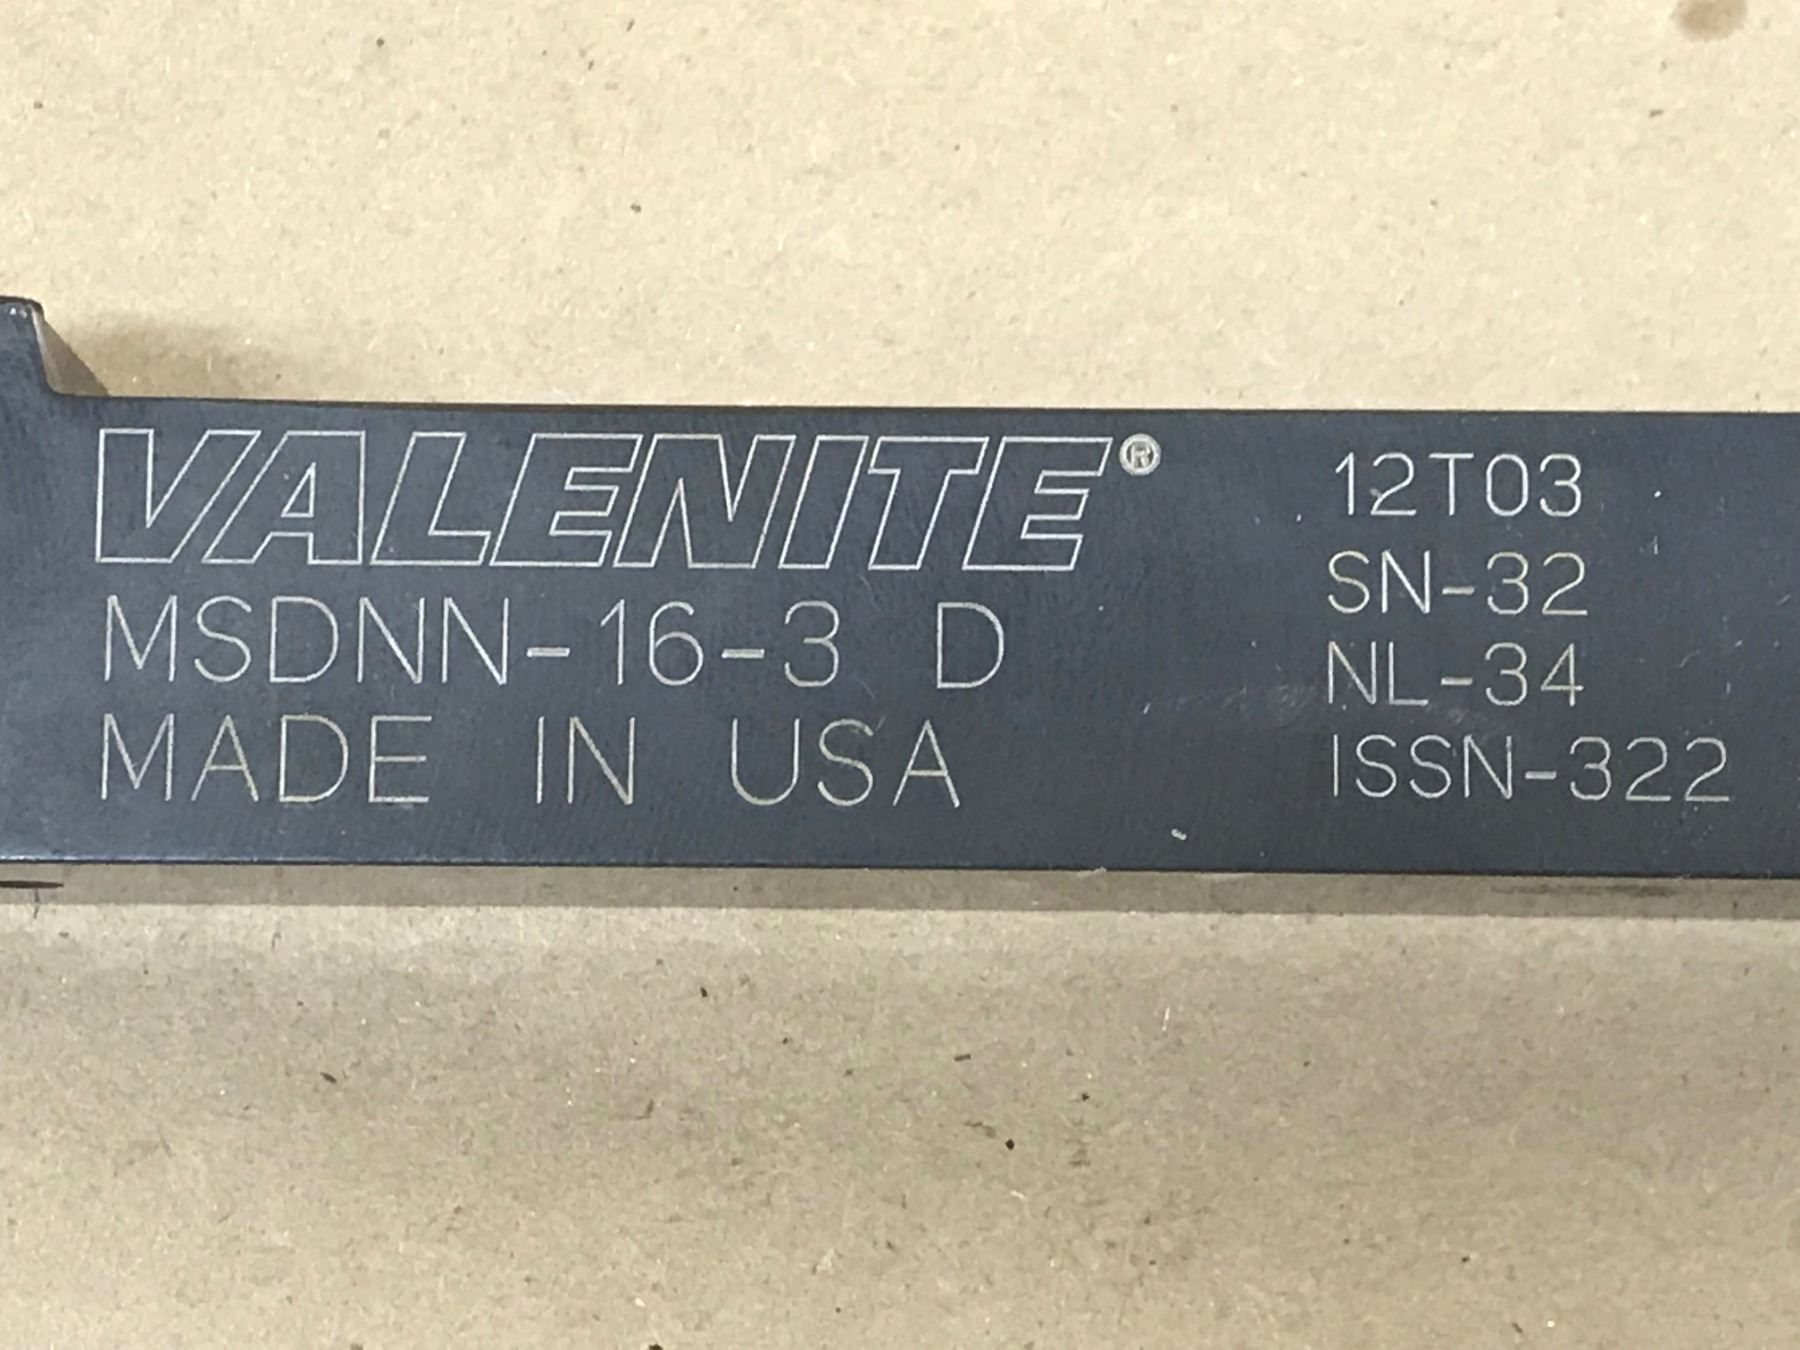 VALENITE®
MSDNN-16-3 D
MADE IN USA
12T03
SN-32
NL-34
ISSN-322